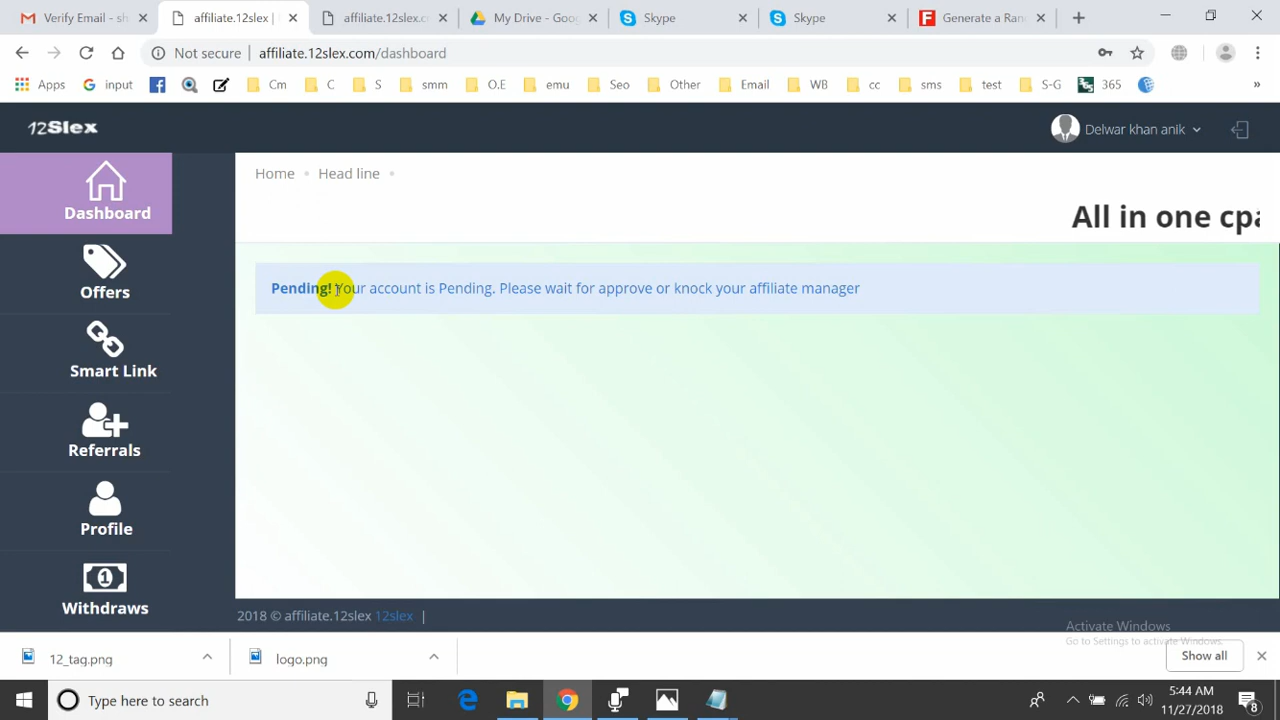 Verify Email - sh
affiliate.12slex |
affiliate.12slex.c
My Drive - Goog
Skype
Skype
Generate a Ran
Not secure
affiliate.12slex.com/dashboard
Apps
input
Cm
C
S
smm
O.E
emu
Seo
Other
Email
WB
cc
sms
test
S-G
365
»
12Slex
Delwar khan anik
Dashboard
Offers
Smart Link
Referrals
Profile
Withdraws
Home • Head line •
All in one cpa
Pending! Your account is Pending. Please wait for approve or knock your affiliate manager
2018 © affiliate.12slex 12slex |
Activate Windows
Go to Settings to activate Windows.
12_tag.png
logo.png
Show all
Type here to search
5:44 AM
11/27/2018
8